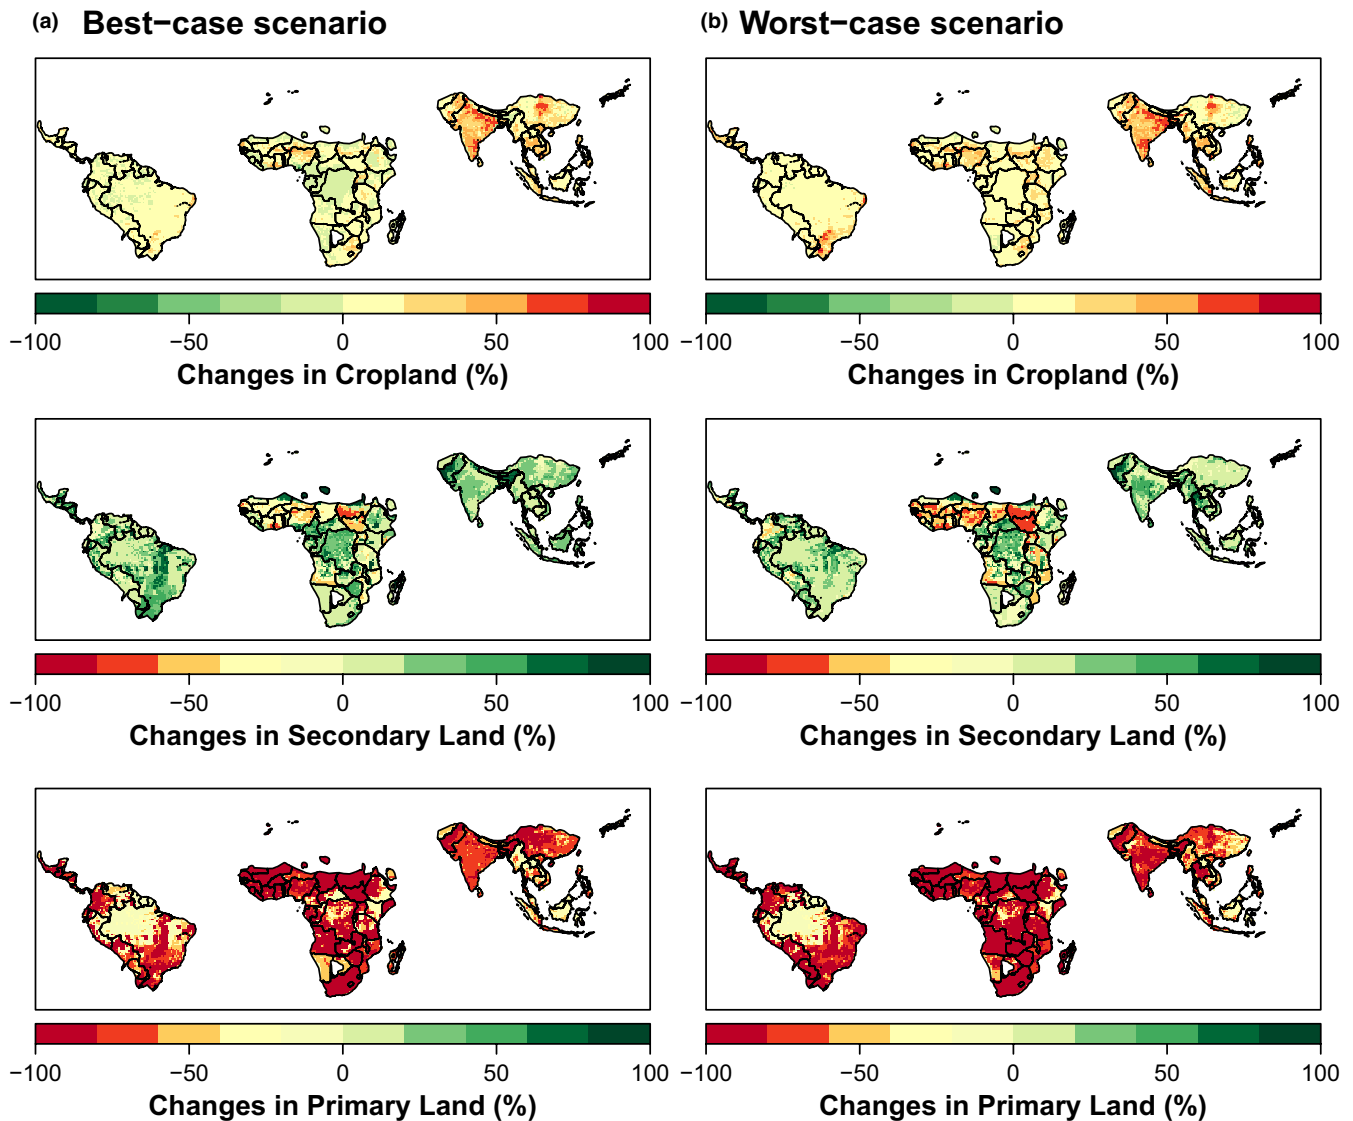 (a) Best−case scenario
(b) Worst−case scenario
−100 −50 0 50 100
Changes in Cropland (%)
−100 −50 0 50 100
Changes in Cropland (%)
−100 −50 0 50 100
Changes in Secondary Land (%)
−100 −50 0 50 100
Changes in Secondary Land (%)
−100 −50 0 50 100
Changes in Primary Land (%)
−100 −50 0 50 100
Changes in Primary Land (%)